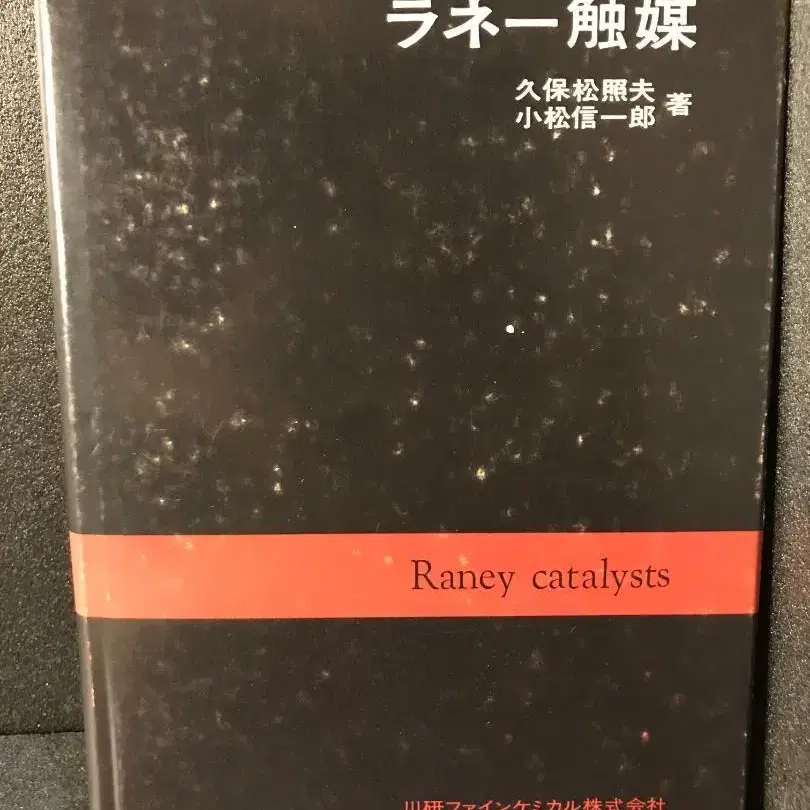 ラネー触媒
久保松照夫
小松信一郎 著
Raney catalysts
川研ファインケミカル株式会社